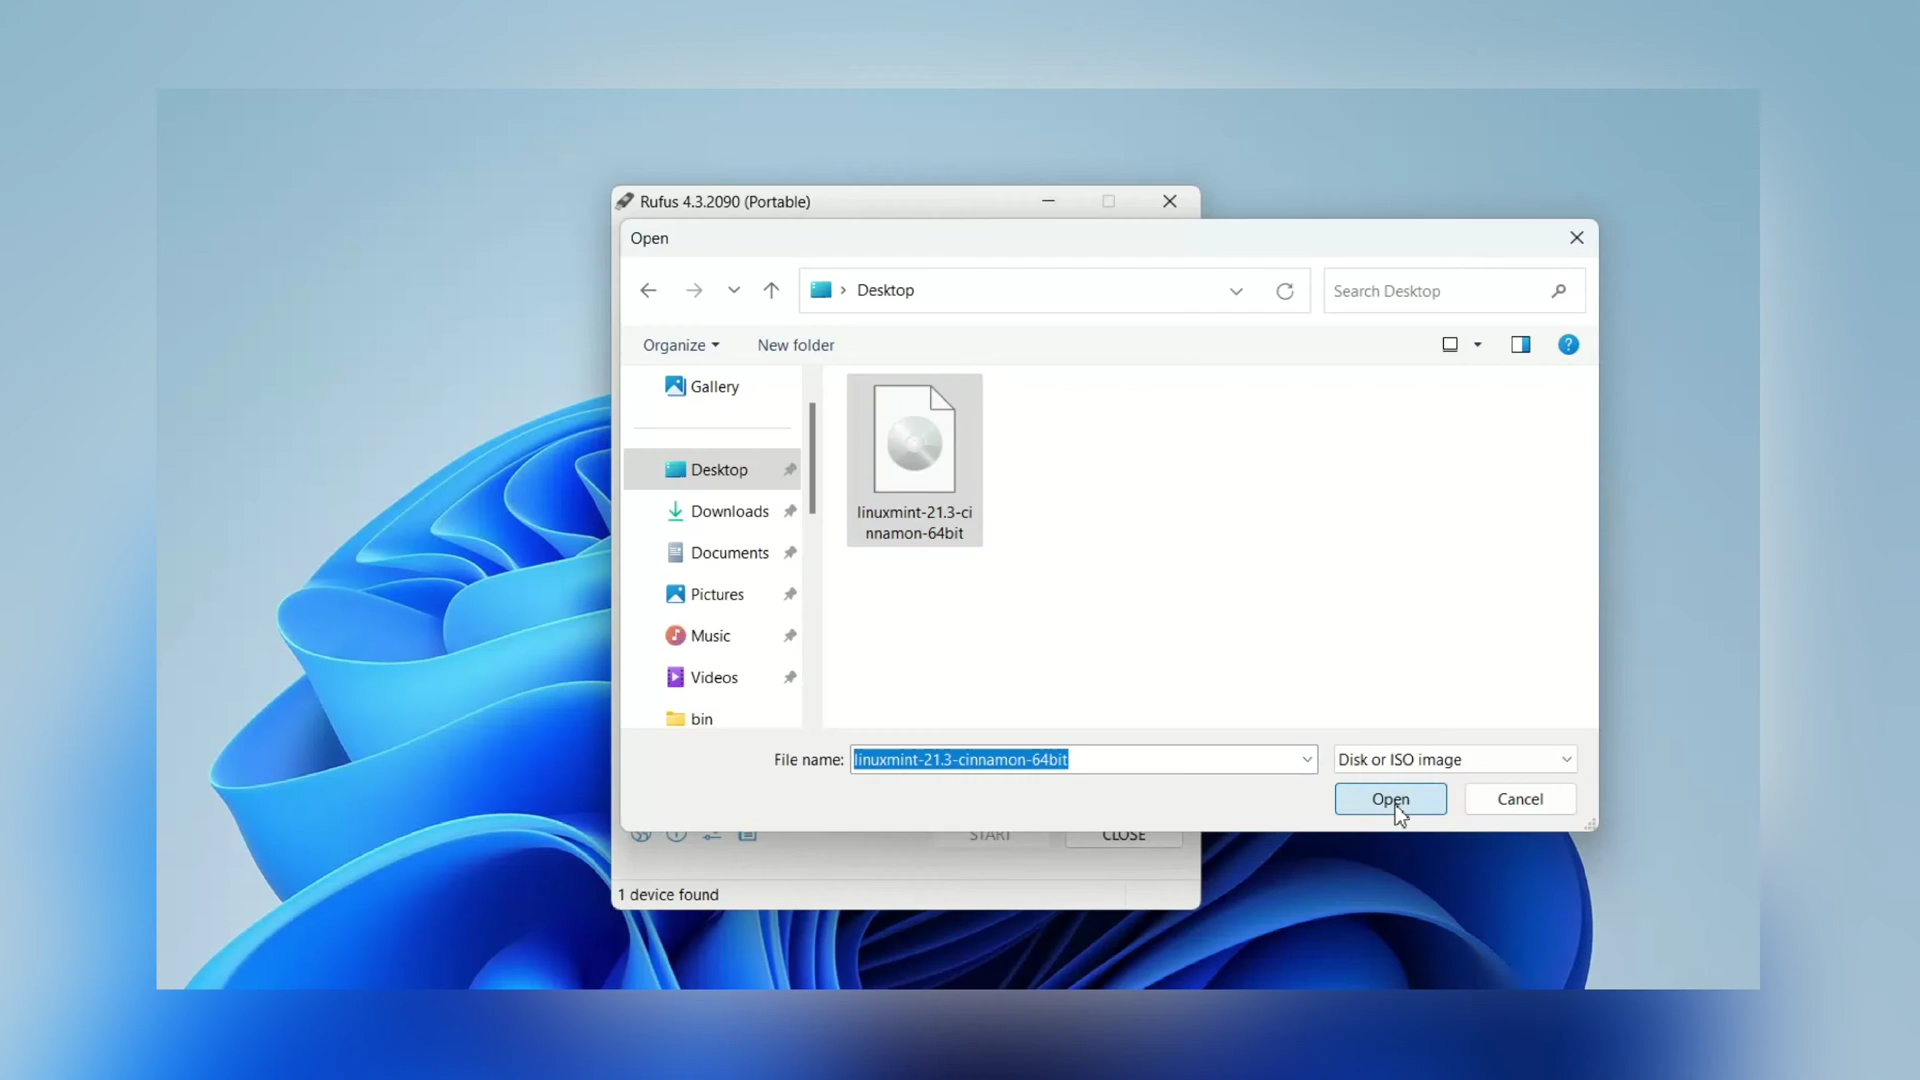 Rufus 4.3.2090 (Portable)
Open
Desktop
Search Desktop
Organize
New folder
?
Gallery
Desktop
Downloads
Documents
Pictures
Music
Videos
bin
linuxmint-21.3-ci
nnamon-64bit
File name: linuxmint-21.3-cinnamon-64bit
Disk or ISO image
Open
Cancel
START
CLOSE
1 device found